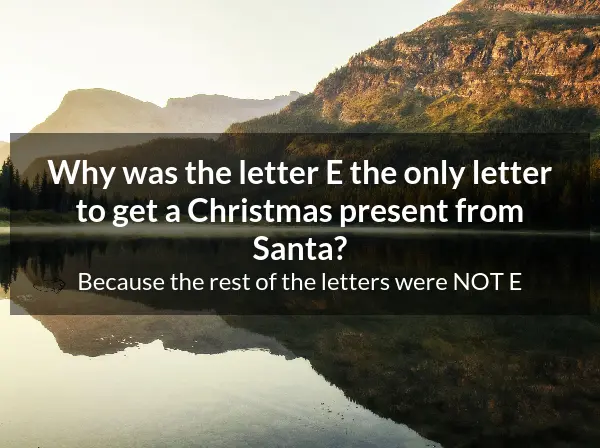 Why was the letter E the only letter
to get a Christmas present from
Santa?
Because the rest of the letters were NOT E